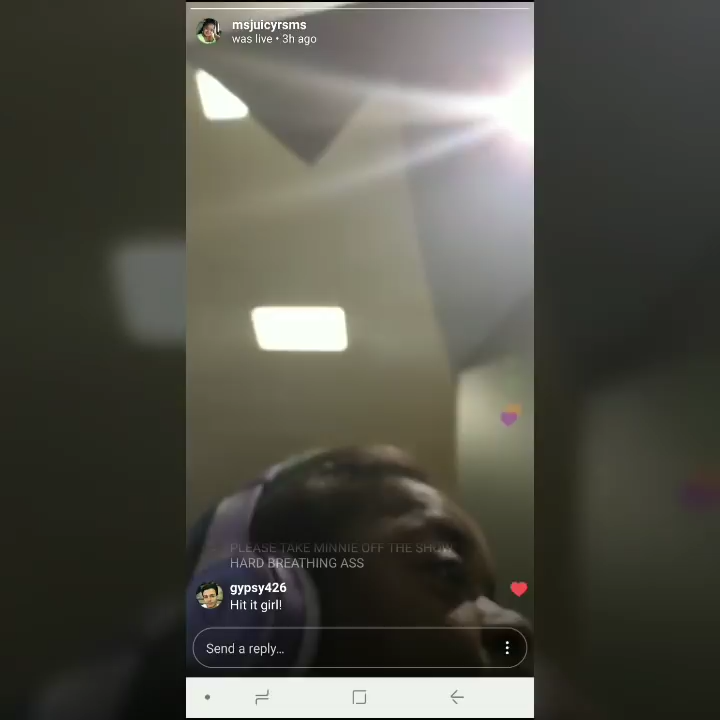 msjuicyrsms
was live • 3h ago
PLEASE TAKE MINNIE OFF THE SHOW
HARD BREATHING ASS
gypsy426
Hit it girl!
Send a reply...